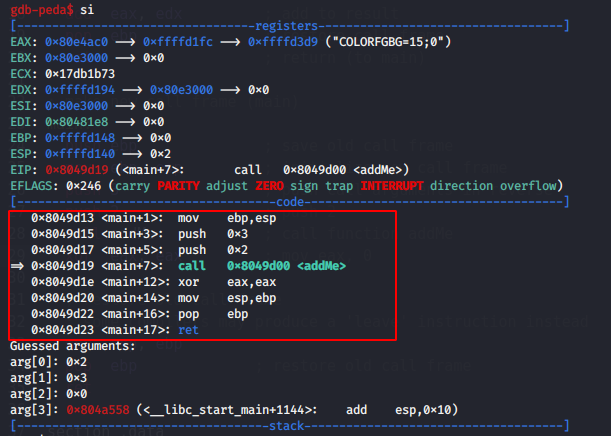 gdb-peda$ si
[----------------------------------registers-----------------------------------]
EAX: 0x80e4ac0 —▸ 0xffffd1fc —▸ 0xffffd3d9 ("COLORFGBG=15;0")
EBX: 0x80e3000 —▸ 0x0
ECX: 0x17db1b73
EDX: 0xffffd194 —▸ 0x80e3000 —▸ 0x0
ESI: 0x80e3000 —▸ 0x0
EDI: 0x80481e8 —▸ 0x0
EBP: 0xffffd148 —▸ 0x0
ESP: 0xffffd140 —▸ 0x2
EIP: 0x8049d19 (<main+7>: call 0x8049d00 <addMe>)
EFLAGS: 0x246 (carry PARITY adjust ZERO sign trap INTERRUPT direction overflow)
[-------------------------------------code-------------------------------------]
0x8049d13 <main+1>: mov ebp,esp
0x8049d15 <main+3>: push 0x3
0x8049d17 <main+5>: push 0x2
=> 0x8049d19 <main+7>: call 0x8049d00 <addMe>
0x8049d1e <main+12>: xor eax,eax
0x8049d20 <main+14>: mov esp,ebp
0x8049d22 <main+16>: pop ebp
0x8049d23 <main+17>: ret
Guessed arguments:
arg[0]: 0x2
arg[1]: 0x3
arg[2]: 0x0
arg[3]: 0x804a558 (<__libc_start_main+1144>: add esp,0x10)
[------------------------------------stack-------------------------------------]